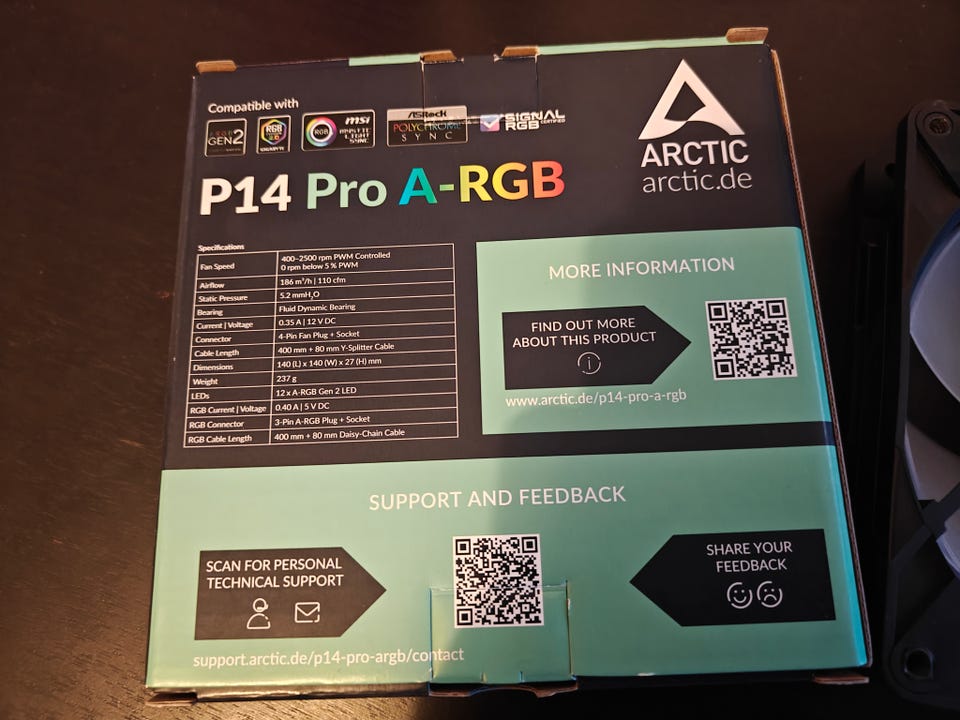 Compatible with
GEN2
RGB
RGB
msi
MYSTIC
LIGHT
SYNC
ASRock
POLYCHROME
SYNC
SIGNAL
RGB CERTIFIED
ARCTIC
arctic.de
P14 Pro A-RGB
Specifications
Fan Speed 400–2500 rpm PWM Controlled
0 rpm below 5 % PWM
Airflow 186 m³/h | 110 cfm
Static Pressure 5.2 mmH₂O
Bearing Fluid Dynamic Bearing
Current | Voltage 0.35 A | 12 V DC
Connector 4-Pin Fan Plug + Socket
Cable Length 400 mm + 80 mm Y-Splitter Cable
Dimensions 140 (L) x 140 (W) x 27 (H) mm
Weight 237 g
LEDs 12 x A-RGB Gen 2 LED
RGB Current | Voltage 0.40 A | 5 V DC
RGB Connector 3-Pin A-RGB Plug + Socket
RGB Cable Length 400 mm + 80 mm Daisy-Chain Cable
MORE INFORMATION
FIND OUT MORE
ABOUT THIS PRODUCT
www.arctic.de/p14-pro-a-rgb
SUPPORT AND FEEDBACK
SCAN FOR PERSONAL
TECHNICAL SUPPORT
SHARE YOUR
FEEDBACK
support.arctic.de/p14-pro-argb/contact